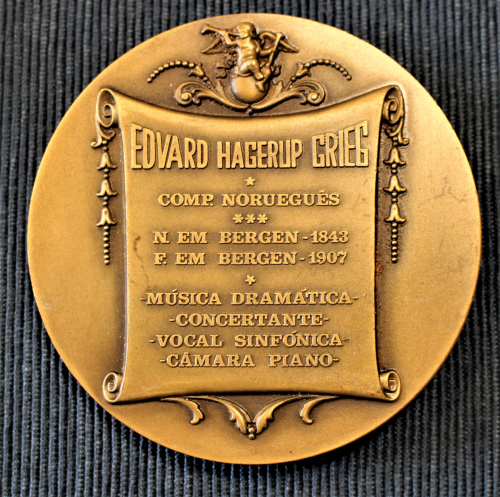 EDVARD HAGERUP GRIEG
*
COMP. NORUEGUÊS
***
N. EM BERGEN - 1843
F. EM BERGEN - 1907
*
-MÚSICA DRAMÁTICA-
-CONCERTANTE-
-VOCAL SINFÓNICA-
-CÂMARA PIANO-